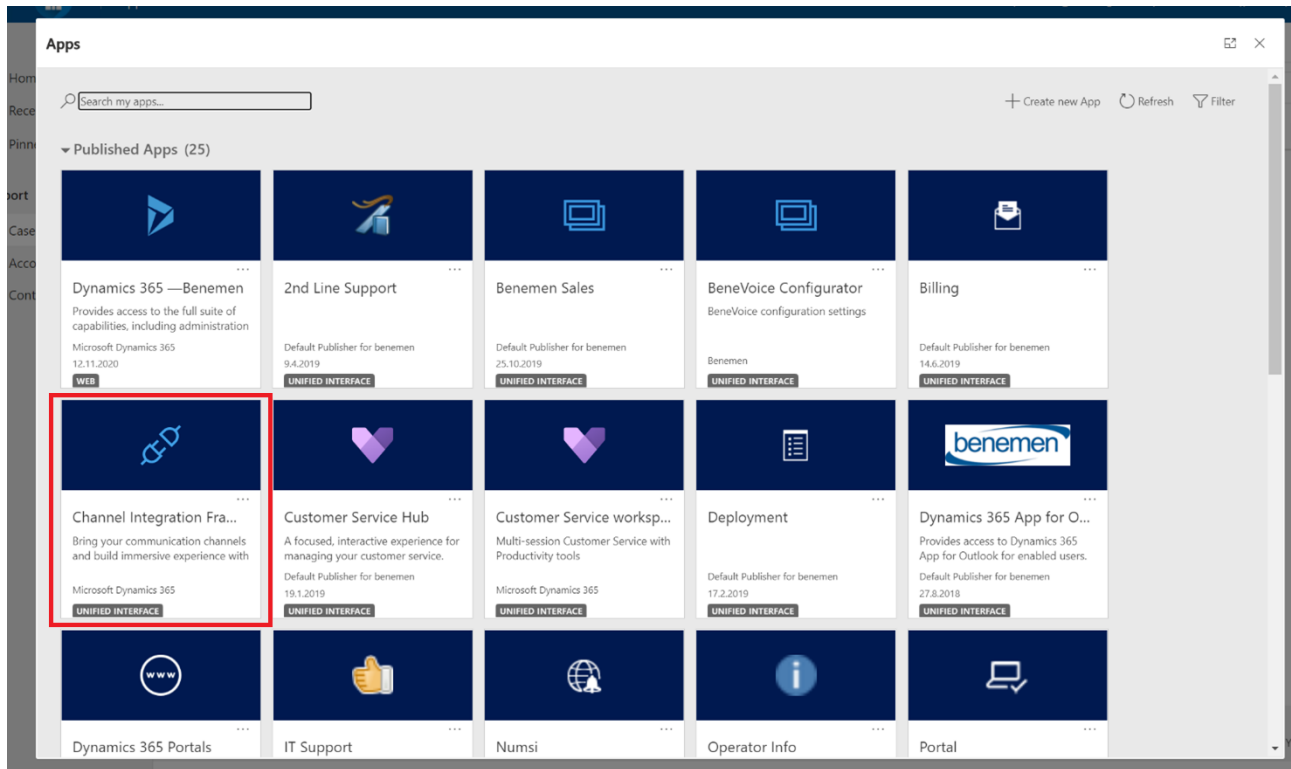 Apps
Hom
Rece
Pinn
port
Case
Acco
Cont
Search my apps...
Create new App
Refresh
Filter
Published Apps (25)
Dynamics 365 —Benemen
Provides access to the full suite of
capabilities, including administration
Microsoft Dynamics 365
12.11.2020
WEB
2nd Line Support
Default Publisher for benemen
9.4.2019
UNIFIED INTERFACE
Benemen Sales
Default Publisher for benemen
25.10.2019
UNIFIED INTERFACE
BeneVoice Configurator
BeneVoice configuration settings
Benemen
UNIFIED INTERFACE
Billing
Default Publisher for benemen
14.6.2019
UNIFIED INTERFACE
Channel Integration Fra...
Bring your communication channels
and build immersive experience with
Microsoft Dynamics 365
UNIFIED INTERFACE
Customer Service Hub
A focused, interactive experience for
managing your customer service.
Default Publisher for benemen
19.1.2019
UNIFIED INTERFACE
Customer Service worksp...
Multi-session Customer Service with
Productivity tools
Microsoft Dynamics 365
UNIFIED INTERFACE
Deployment
Default Publisher for benemen
17.2.2019
UNIFIED INTERFACE
benemen
Dynamics 365 App for O...
Provides access to Dynamics 365
App for Outlook for enabled users.
Default Publisher for benemen
27.8.2018
UNIFIED INTERFACE
www
Dynamics 365 Portals
IT Support
Numsi
Operator Info
Portal